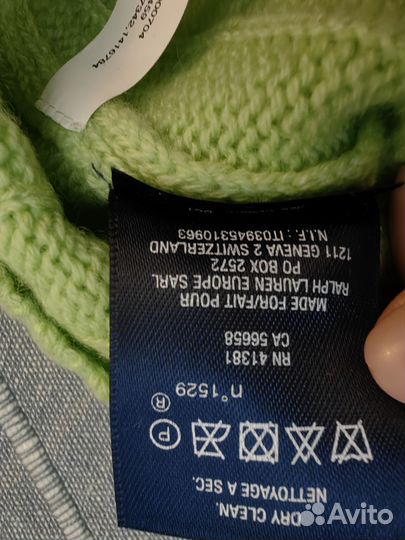 DRY CLEAN.
NETTOYAGE A SEC.
P
®
n°1529
RN 41381
CA 56658
MADE FOR/FAIT POUR
RALPH LAUREN EUROPE SARL
PO BOX 2572
1211 GENEVA 2 SWITZERLAND
N.I.F.: IT03945310963
Avito